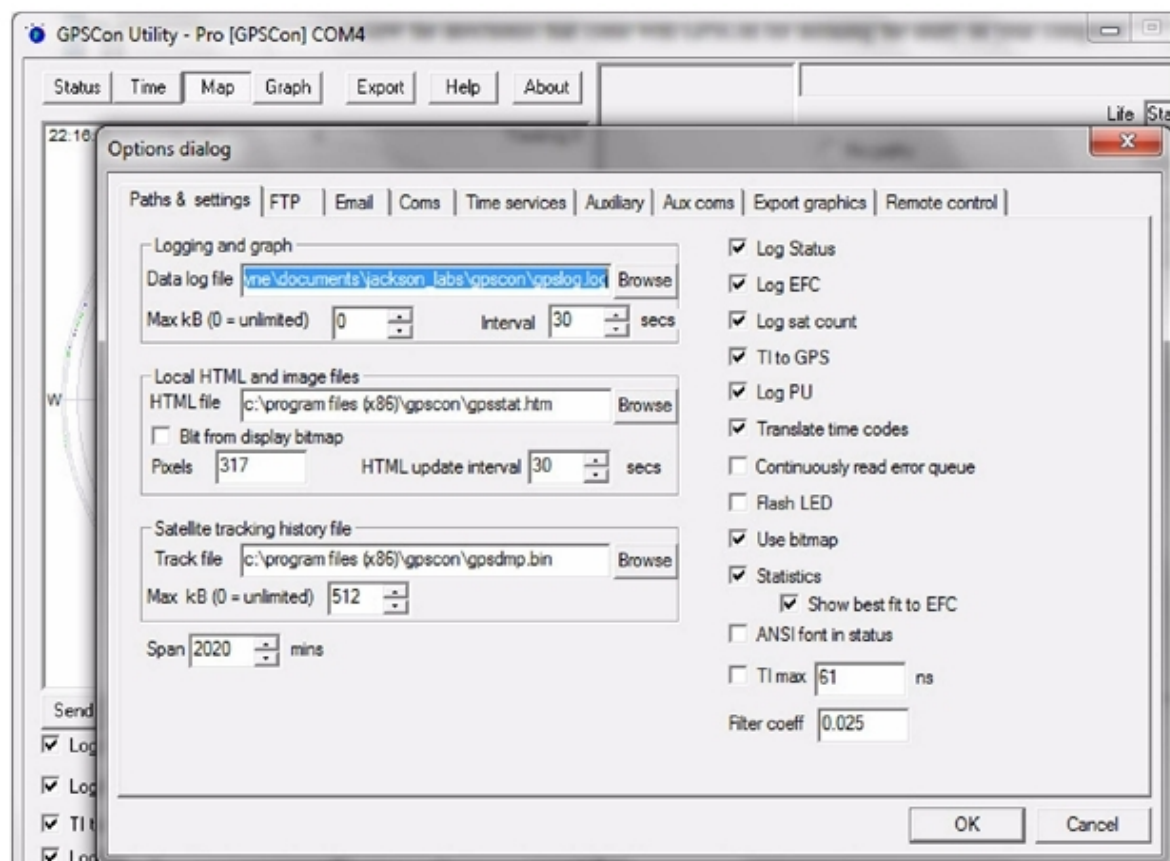 GPSCon Utility - Pro [GPSCon] COM4
Status Time Map Graph Export Help About
Life Sta
22:16:
Options dialog
Paths & settings FTP Email Coms Time services Auxiliary Aux coms Export graphics Remote control
Logging and graph
Data log file vne\documents\jackson_labs\gpscon\gpslog.log Browse
Max kB (0 = unlimited) 0 Interval 30 secs
Local HTML and image files
HTML file c:\program files (x86)\gpscon\gpsstat.htm Browse
Blit from display bitmap
Pixels 317 HTML update interval 30 secs
Satellite tracking history file
Track file c:\program files (x86)\gpscon\gpsdmp.bin Browse
Max kB (0 = unlimited) 512
Span 2020 mins
Log Status
Log EFC
Log sat count
TI to GPS
Log PU
Translate time codes
Continuously read error queue
Flash LED
Use bitmap
Statistics
Show best fit to EFC
ANSI font in status
TI max 61 ns
Filter coeff 0.025
OK Cancel
W
Send
Log
Log
TI t
Log